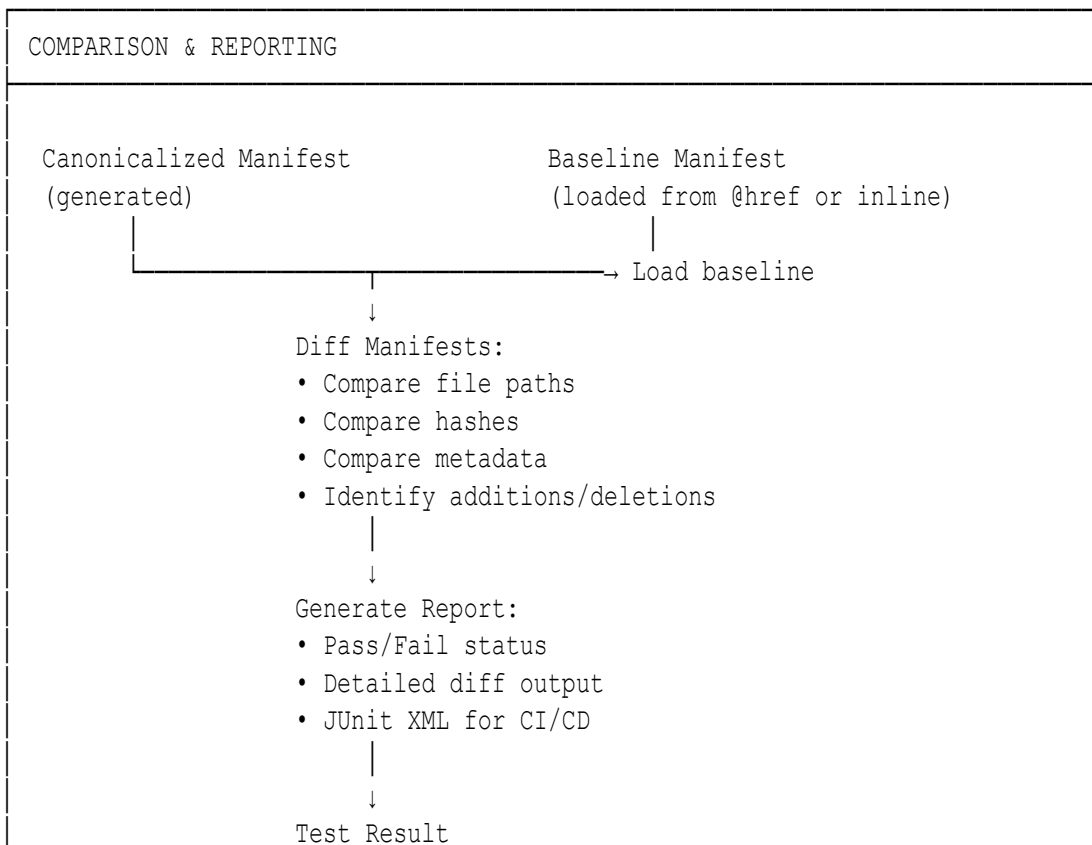 COMPARISON & REPORTING
Canonicalized Manifest Baseline Manifest
(generated) (loaded from @href or inline)
→ Load baseline
↓
Diff Manifests:
• Compare file paths
• Compare hashes
• Compare metadata
• Identify additions/deletions
↓
Generate Report:
• Pass/Fail status
• Detailed diff output
• JUnit XML for CI/CD
↓
Test Result